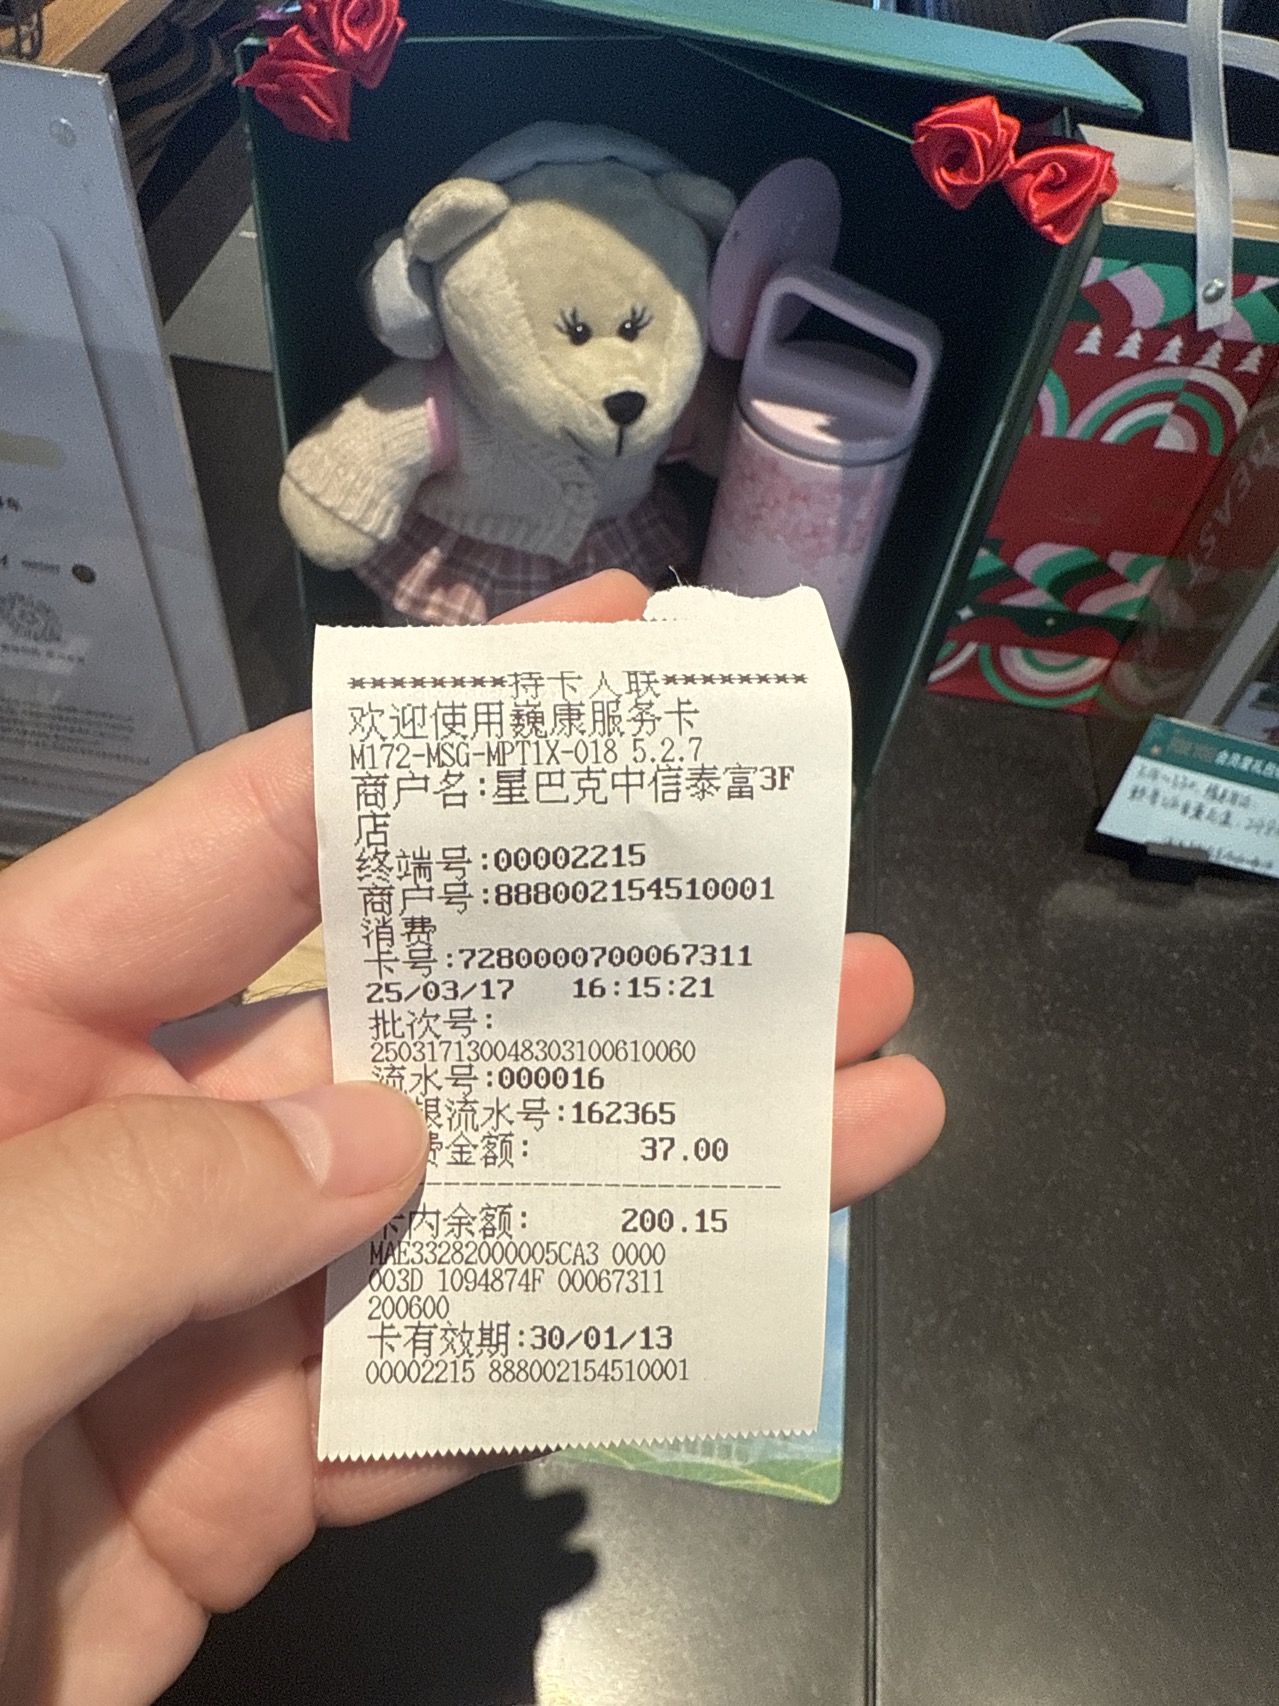 ********持卡人联********
欢迎使用巍康服务卡
M172-MSG-MPT1X-018 5.2.7
商户名:星巴克中信泰富3F
店
终端号:00002215
商户号:888002154510001
消费
卡号:7280000700067311
25/03/17 16:15:21
批次号:
250317130048303100610060
流水号:000016
银流水号:162365
费金额: 37.00
卡内余额: 200.15
MAE33282000005CA3 0000
003D 1094874F 00067311
200600
卡有效期:30/01/13
00002215 888002154510001